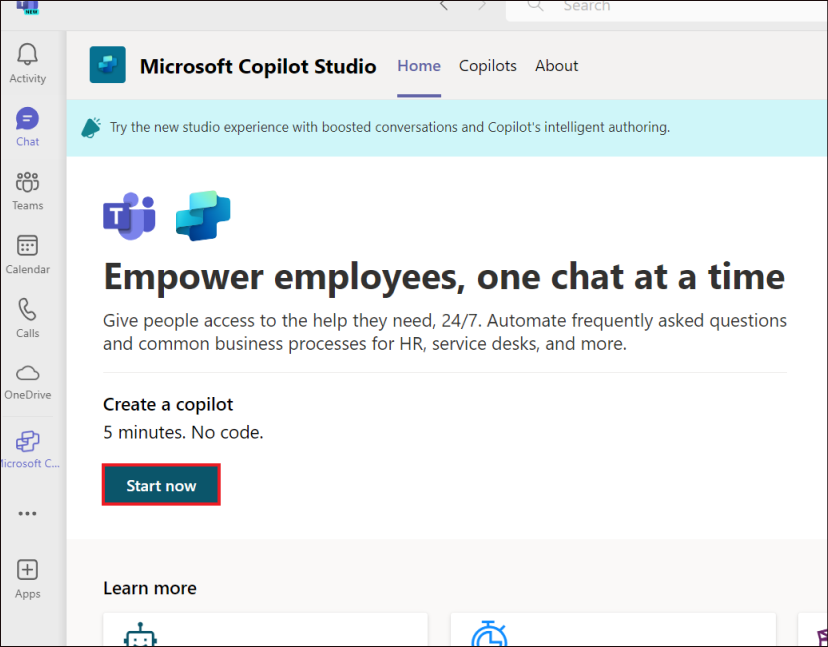 NEW
Search
Activity
Chat
Teams
Calendar
Calls
OneDrive
Microsoft C...
Apps
Microsoft Copilot Studio
Home
Copilots
About
Try the new studio experience with boosted conversations and Copilot's intelligent authoring.
T
Empower employees, one chat at a time
Give people access to the help they need, 24/7. Automate frequently asked questions
and common business processes for HR, service desks, and more.
Create a copilot
5 minutes. No code.
Start now
Learn more